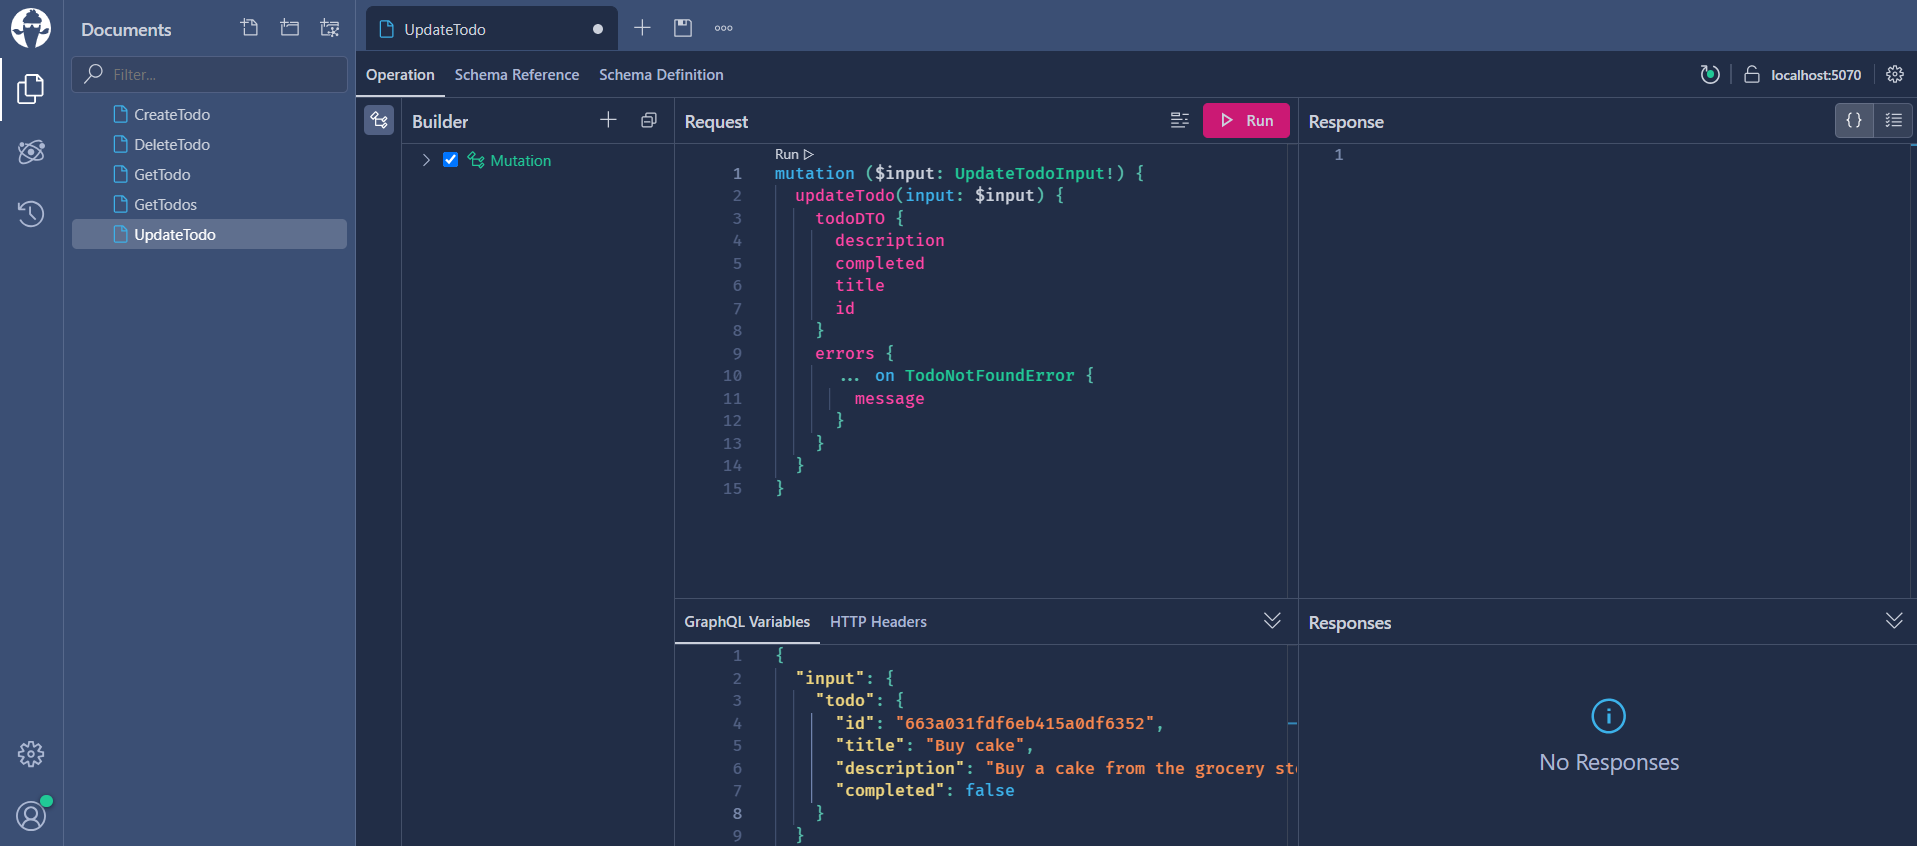 Documents
Filter...
CreateTodo
DeleteTodo
GetTodo
GetTodos
UpdateTodo
UpdateTodo
Operation
Schema Reference
Schema Definition
localhost:5070
Builder
Mutation
Request
Run
Run
1 mutation ($input: UpdateTodoInput!) {
2 updateTodo(input: $input) {
3 todoDTO {
4 description
5 completed
6 title
7 id
8 }
9 errors {
10 ... on TodoNotFoundError {
11 message
12 }
13 }
14 }
15 }
GraphQL Variables
HTTP Headers
1 {
2 "input": {
3 "todo": {
4 "id": "663a031fdf6eb415a0df6352",
5 "title": "Buy cake",
6 "description": "Buy a cake from the grocery
7 "completed": false
8 }
9 }
Response
{}
1
Responses
No Responses